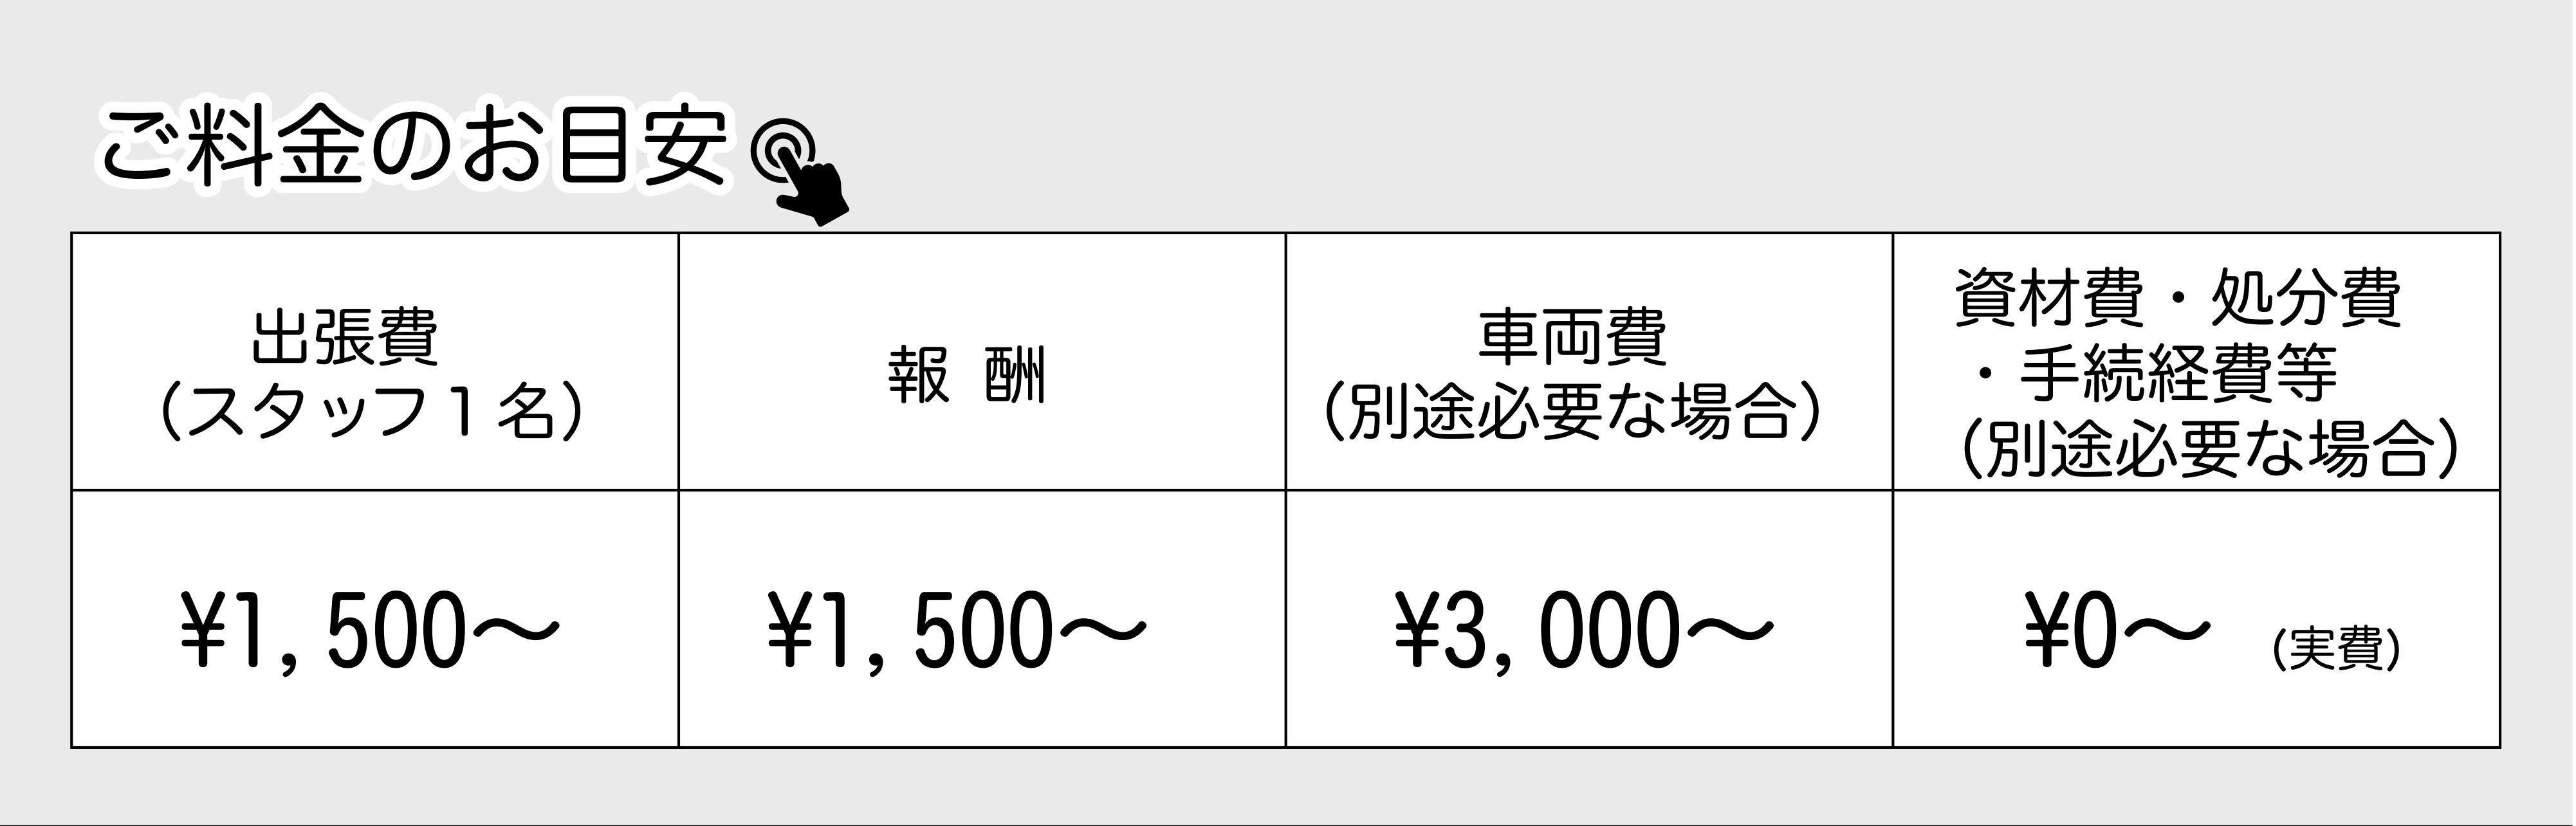 ご料金のお目安
出張費
（スタッフ１名）
報 酬
車両費
（別途必要な場合）
資材費・処分費
・手続経費等
（別途必要な場合）
¥1,500～
¥1,500～
¥3,000～
¥0～ （実費）